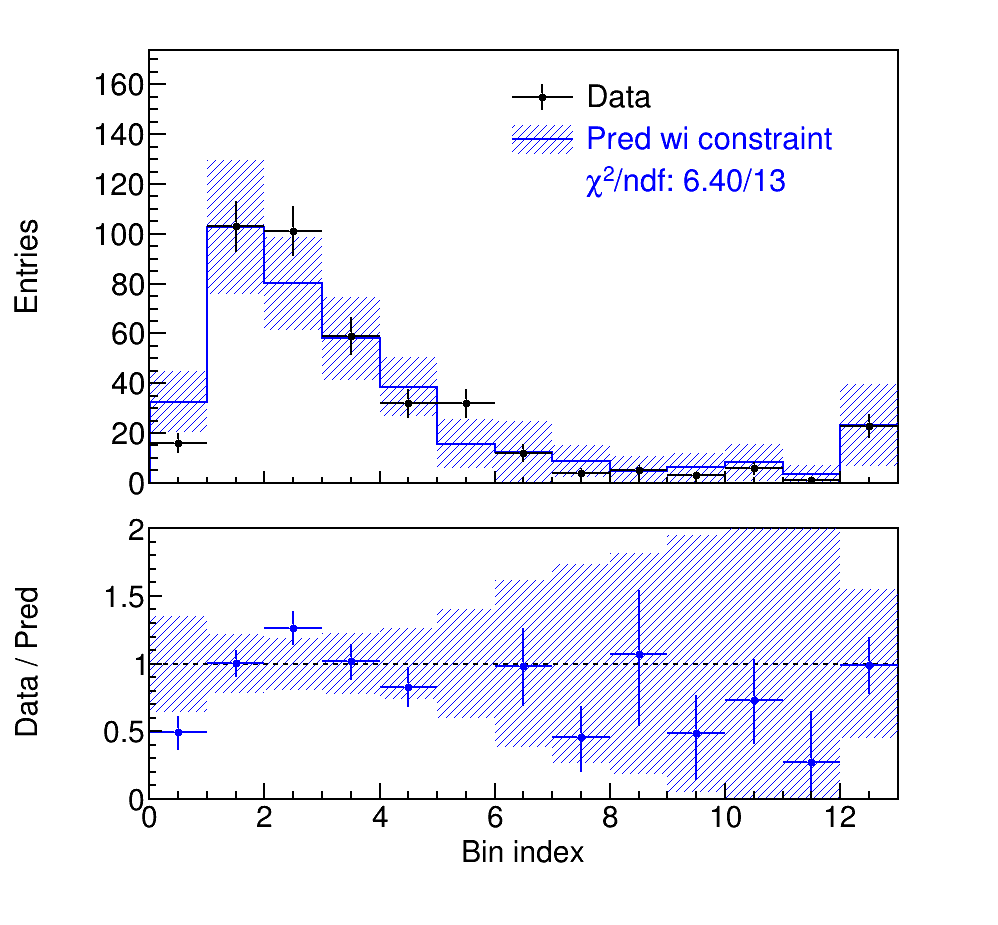 Entries
160
140
120
100
80
60
40
20
0
Data
Pred wi constraint
χ²/ndf: 6.40/13
Data / Pred
2
1.5
1
0.5
0
0 2 4 6 8 10 12
Bin index